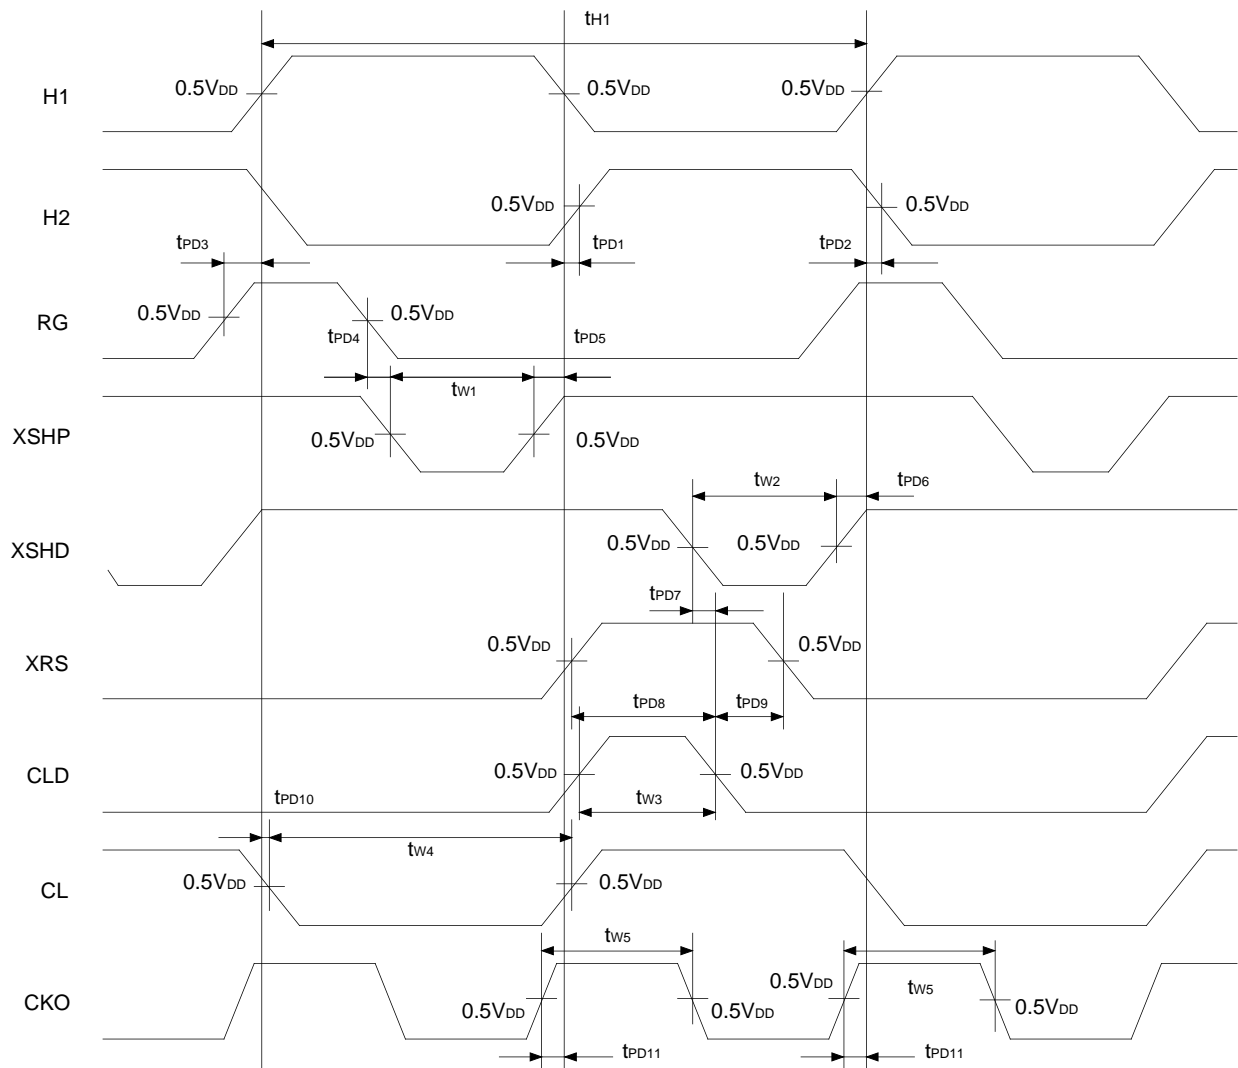 tH1
0.5VDD 0.5VDD 0.5VDD
H1
0.5VDD 0.5VDD
H2
tPD3 tPD1 tPD2
0.5VDD 0.5VDD
RG
tPD4 tPD5
tW1
XSHP
0.5VDD 0.5VDD
tW2 tPD6
XSHD
0.5VDD 0.5VDD
tPD7
0.5VDD 0.5VDD
XRS
tPD8 tPD9
CLD
0.5VDD 0.5VDD
tPD10 tW3
tW4
CL
0.5VDD 0.5VDD
tW5
0.5VDD tW5
CKO
0.5VDD 0.5VDD 0.5VDD
tPD11 tPD11